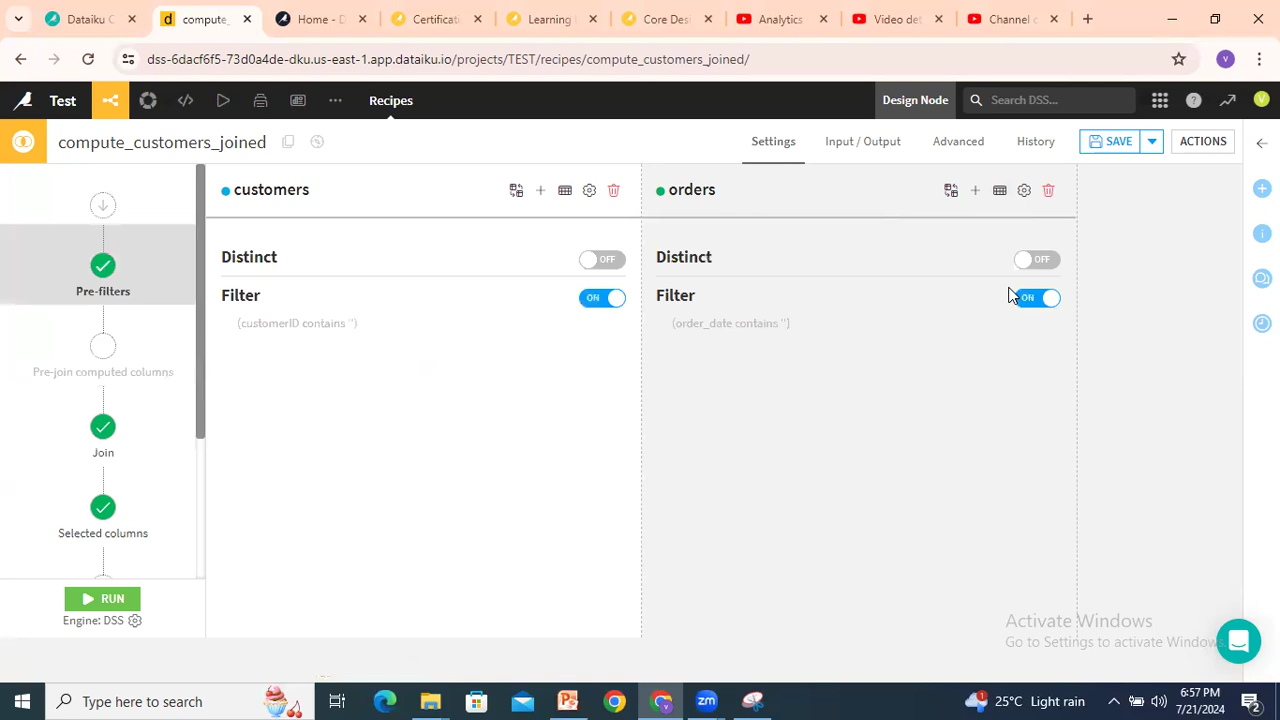 Dataiku C
compute_
Home - D
Certificat
Learning
Core Des
Analytics
Video det
Channel c
dss-6dacf6f5-73d0a4de-dku.us-east-1.app.dataiku.io/projects/TEST/recipes/compute_customers_joined/
V
Test
Recipes
Design Node
Search DSS...
V
compute_customers_joined
Settings
Input / Output
Advanced
History
SAVE
ACTIONS
customers
orders
Distinct
OFF
Distinct
OFF
Filter
ON
Filter
ON
(customerID contains '')
(order_date contains '']
Pre-filters
Pre-join computed columns
Join
Selected columns
RUN
Engine: DSS
Activate Windows
Go to Settings to activate Windows.
Type here to search
1
25°C Light rain
6:57 PM
7/21/2024
2